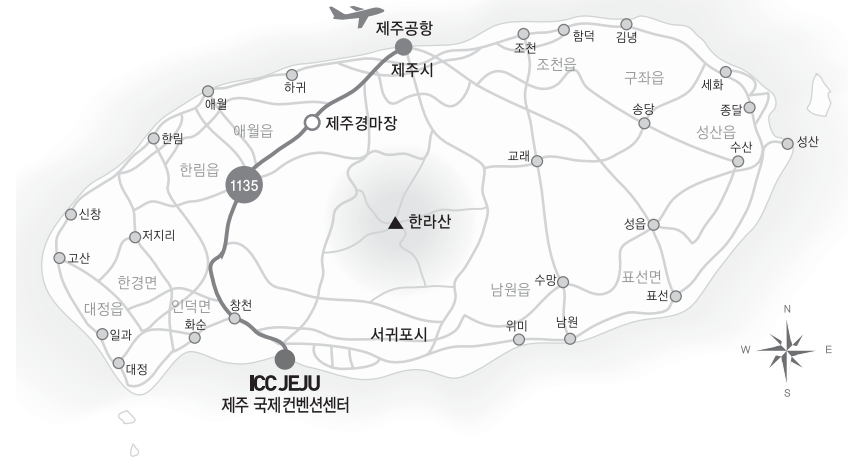 제주공항
제주시
조천
함덕
김녕
조천읍
구좌읍
세화
하귀
애월
송당
종달
제주경마장
애월읍
성산읍
성산
한림
수산
한림읍
교래
1135
신창
한라산
성읍
저지리
고산
한경면
남원읍
수망
표선면
표선
대정읍
안덕면
창천
화순
일과
서귀포시
위미
남원
대정
N
W
E
S
ICC JEJU
제주 국제컨벤션센터